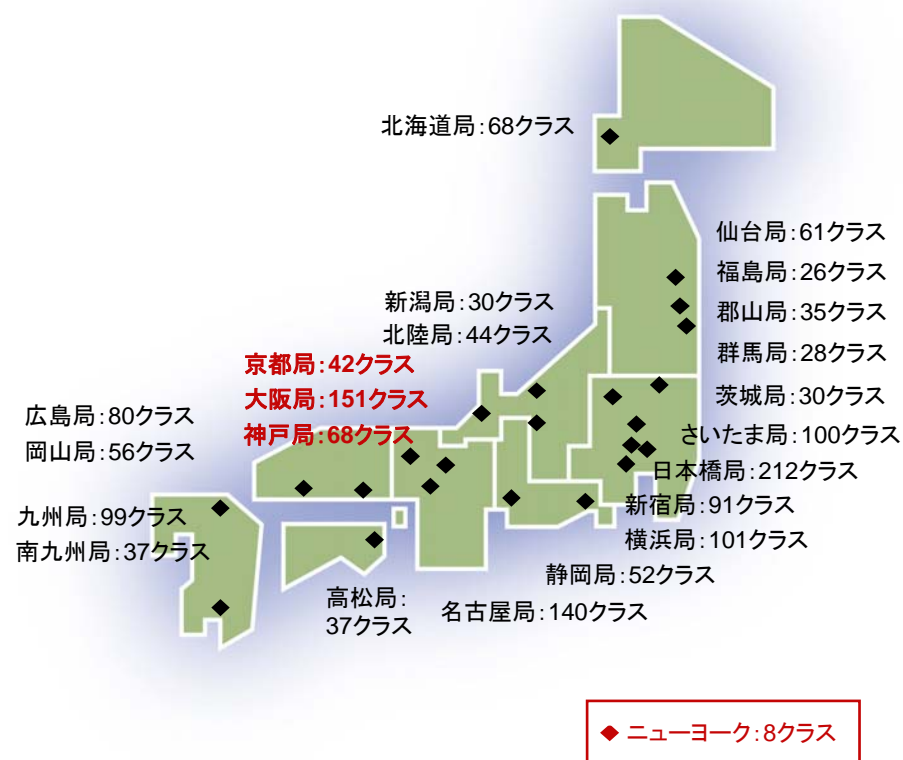 北海道局：68クラス
仙台局：61クラス
福島局：26クラス
郡山局：35クラス
群馬局：28クラス
茨城局：30クラス
さいたま局：100クラス
日本橋局：212クラス
新宿局：91クラス
横浜局：101クラス
静岡局：52クラス
名古屋局：140クラス
新潟局：30クラス
北陸局：44クラス
京都局：42クラス
大阪局：151クラス
神戸局：68クラス
広島局：80クラス
岡山局：56クラス
九州局：99クラス
南九州局：37クラス
高松局：
37クラス
ニューヨーク：8クラス